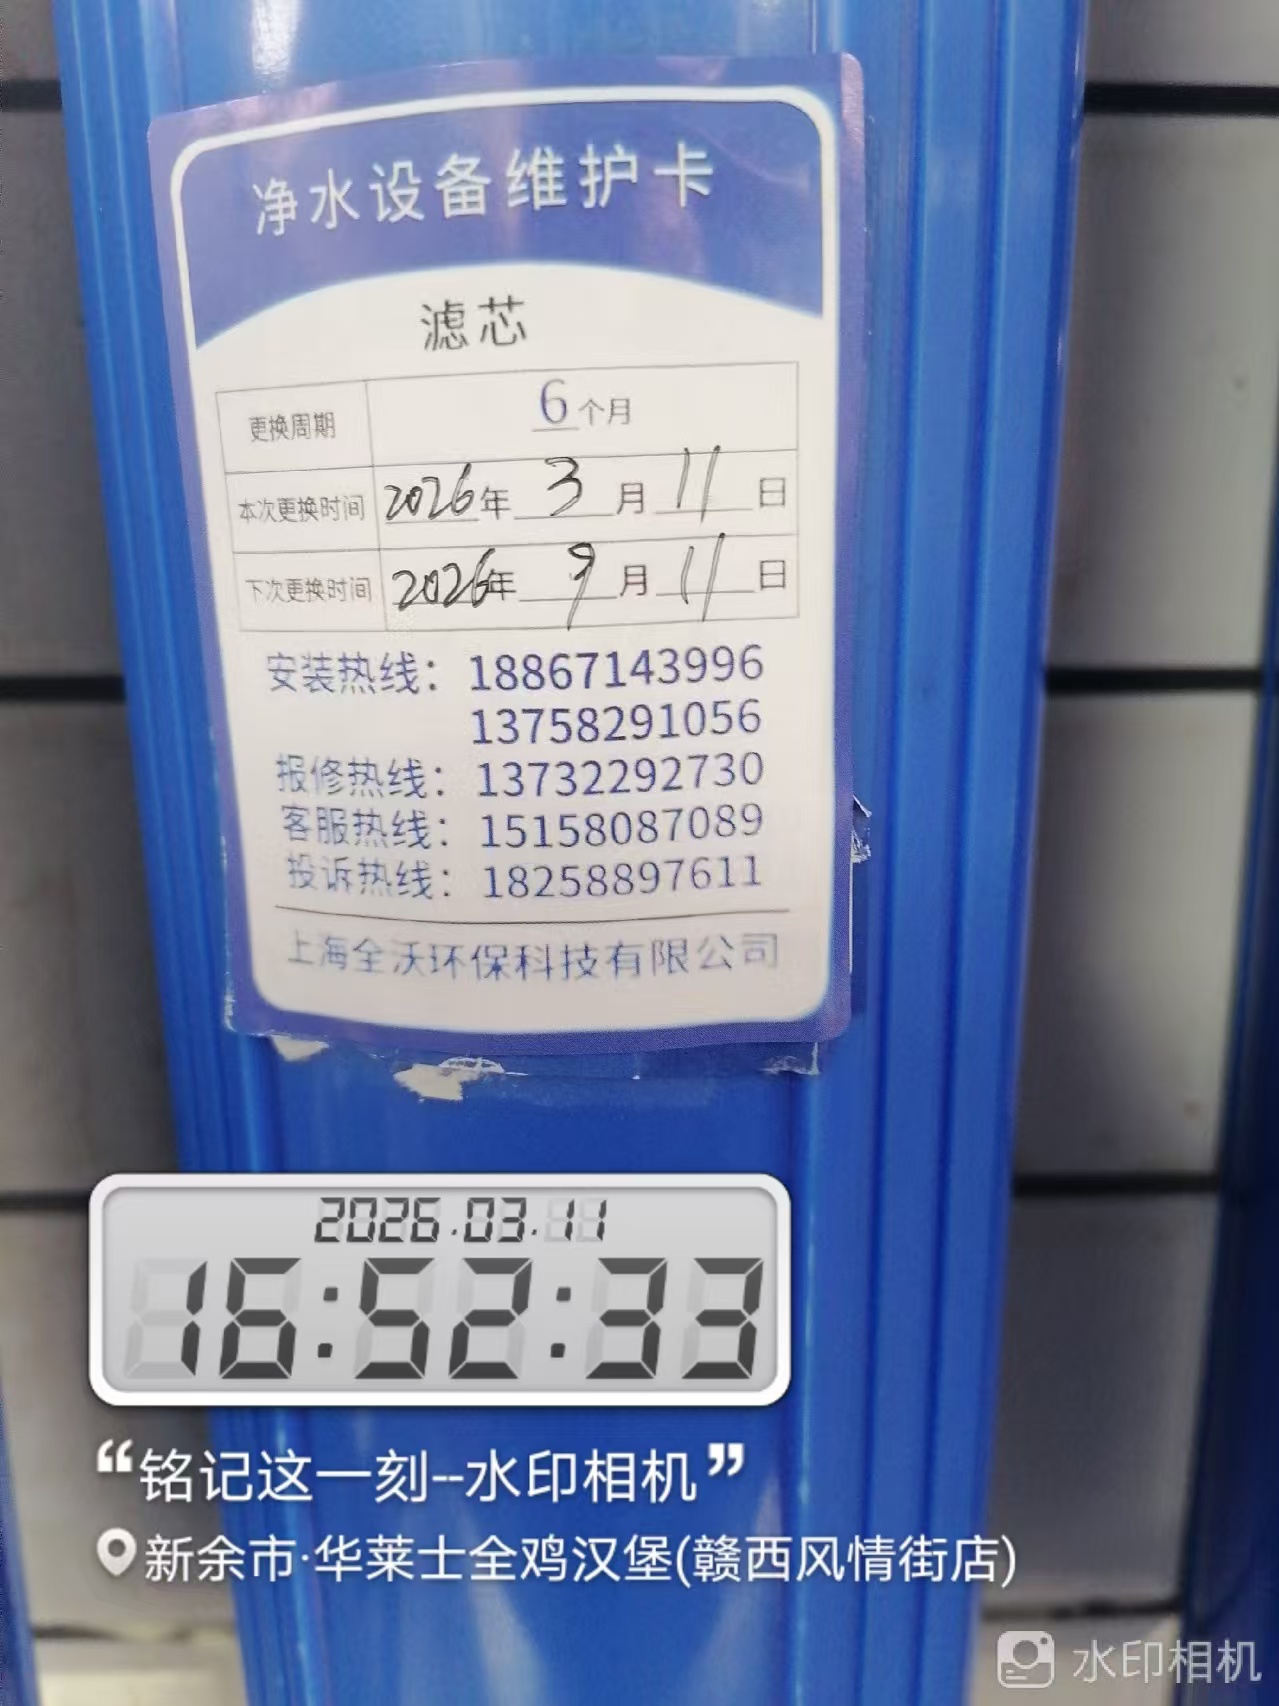 净水设备维护卡
滤芯
更换周期 6个月
本次更换时间 2026年3月11日
下次更换时间 2026年9月11日
安装热线：18867143996
13758291056
报修热线：13732292730
客服热线：15158087089
投诉热线：18258897611
上海全沃环保科技有限公司
2026.03.11
16:52:33
“铭记这一刻--水印相机”
新余市·华莱士全鸡汉堡(赣西风情街店)
水印相机